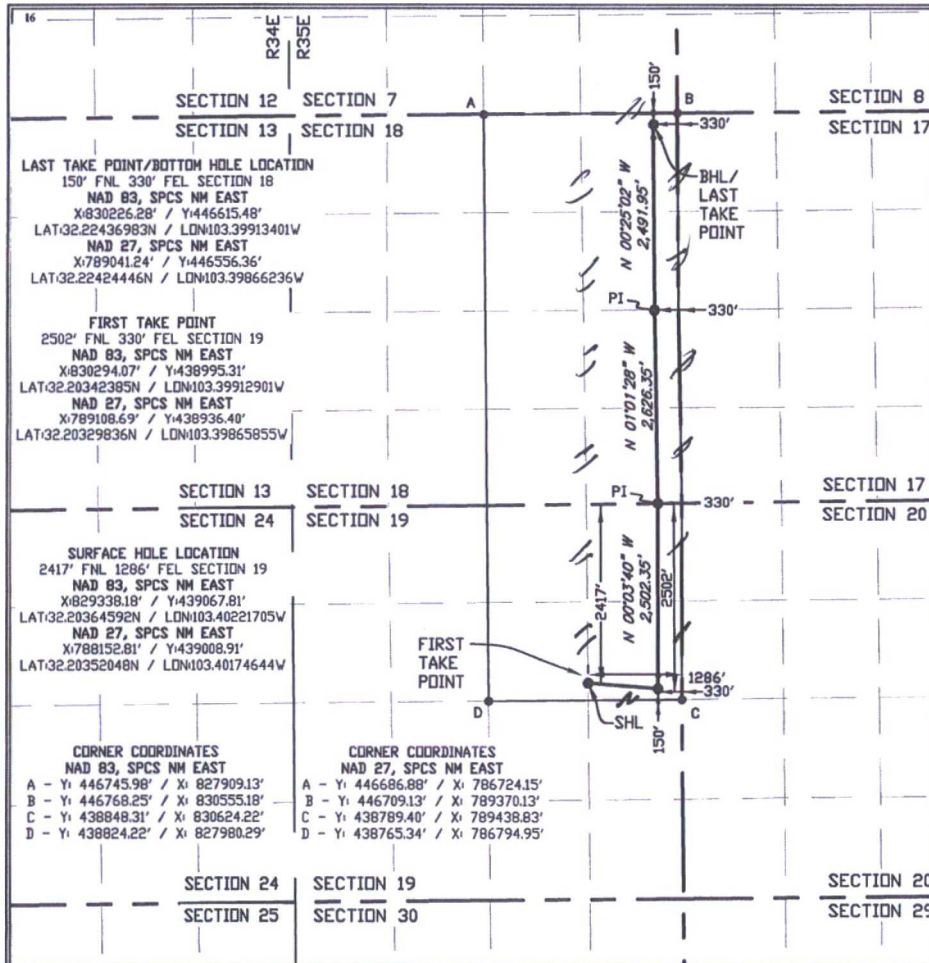 16
R34E
R35E
SECTION 12 SECTION 7
SECTION 13 SECTION 18
A
B
150'
330'
SECTION 8
SECTION 17
LAST TAKE POINT/BOTTOM HOLE LOCATION
150' FNL 330' FEL SECTION 18
NAD 83, SPCS NM EAST
X:830226.28' / Y:446615.48'
LAT:32.22436983N / LON:103.39913401W
NAD 27, SPCS NM EAST
X:789041.24' / Y:446556.36'
LAT:32.22424446N / LON:103.39866236W
BHL/
LAST
TAKE
POINT
N 00°25'02" W
2,491.95'
PI
330'
FIRST TAKE POINT
2502' FNL 330' FEL SECTION 19
NAD 83, SPCS NM EAST
X:830294.07' / Y:438995.31'
LAT:32.20342385N / LON:103.39912901W
NAD 27, SPCS NM EAST
X:789108.69' / Y:438936.40'
LAT:32.20329836N / LON:103.39865855W
N 01°01'28" W
2,626.35'
SECTION 13 SECTION 18
SECTION 24 SECTION 19
PI
330'
SECTION 17
SECTION 20
SURFACE HOLE LOCATION
2417' FNL 1286' FEL SECTION 19
NAD 83, SPCS NM EAST
X:829338.18' / Y:439067.81'
LAT:32.20364592N / LON:103.40221705W
NAD 27, SPCS NM EAST
X:788152.81' / Y:439008.91'
LAT:32.20352048N / LON:103.40174644W
2417'
N 00°03'40" W
2,502.35'
2502'
FIRST
TAKE
POINT
1286'
330'
D
SHL
150'
C
CORNER COORDINATES
NAD 83, SPCS NM EAST
A - Y: 446745.98' / X: 827909.13'
B - Y: 446768.25' / X: 830555.18'
C - Y: 438848.31' / X: 830624.22'
D - Y: 438824.22' / X: 827980.29'
CORNER COORDINATES
NAD 27, SPCS NM EAST
A - Y: 446686.88' / X: 786724.15'
B - Y: 446709.13' / X: 789370.13'
C - Y: 438789.40' / X: 789438.83'
D - Y: 438765.34' / X: 786794.95'
SECTION 24 SECTION 19
SECTION 25 SECTION 30
SECTION 20
SECTION 29